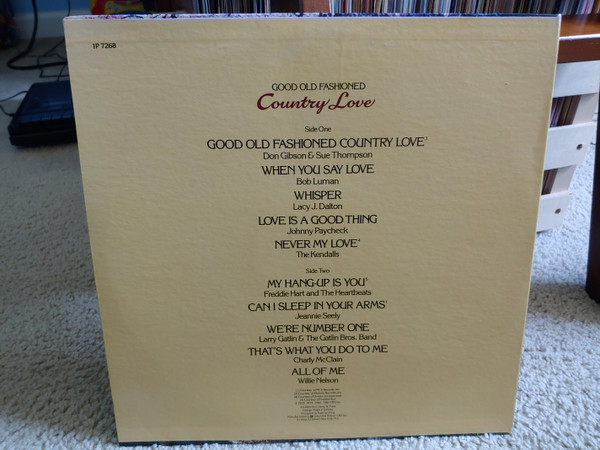 1P 7268
GOOD OLD FASHIONED
Country Love
Side One
GOOD OLD FASHIONED COUNTRY LOVE³
Don Gibson & Sue Thompson
WHEN YOU SAY LOVE
Bob Luman
WHISPER
Lacy J. Dalton
LOVE IS A GOOD THING
Johnny Paycheck
NEVER MY LOVE⁴
The Kendalls
Side Two
MY HANG-UP IS YOU²
Freddie Hart and The Heartbeats
CAN I SLEEP IN YOUR ARMS¹
Jeannie Seely
WE'RE NUMBER ONE
Larry Gatlin & The Gatlin Bros. Band
THAT'S WHAT YOU DO TO ME
Charly McClain
ALL OF ME
Willie Nelson